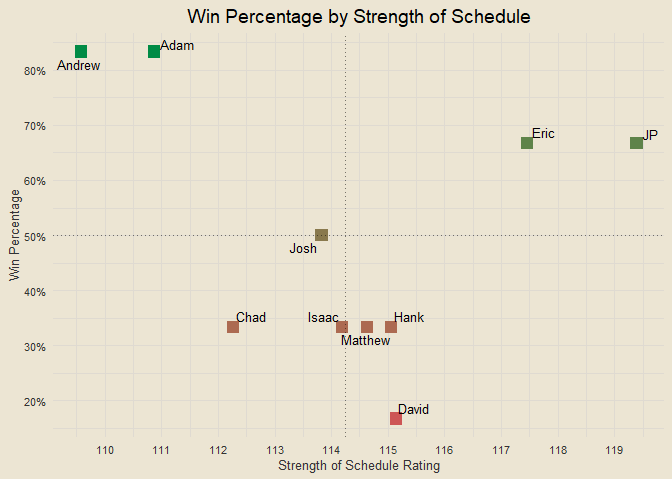 Win Percentage by Strength of Schedule
Adam
Andrew
80%
70%
Eric
JP
60%
50%
Josh
40%
Chad
Isaac
Hank
Matthew
30%
David
20%
Win Percentage
110 111 112 113 114 115 116 117 118 119
Strength of Schedule Rating